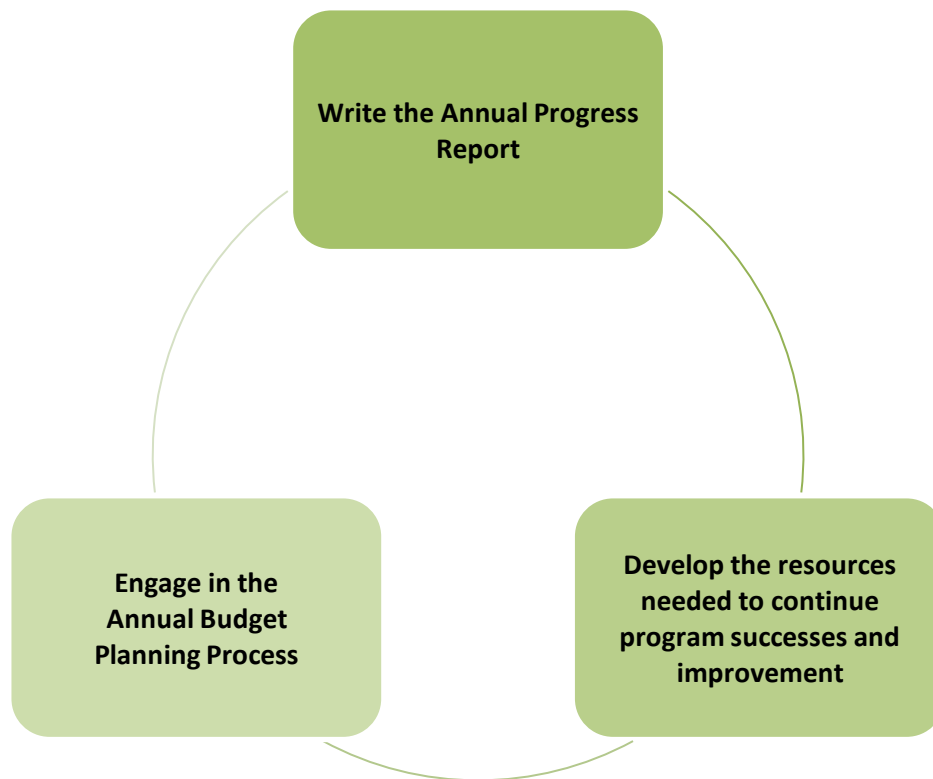 Write the Annual Progress
Report
Develop the resources
needed to continue
program successes and
improvement
Engage in the
Annual Budget
Planning Process